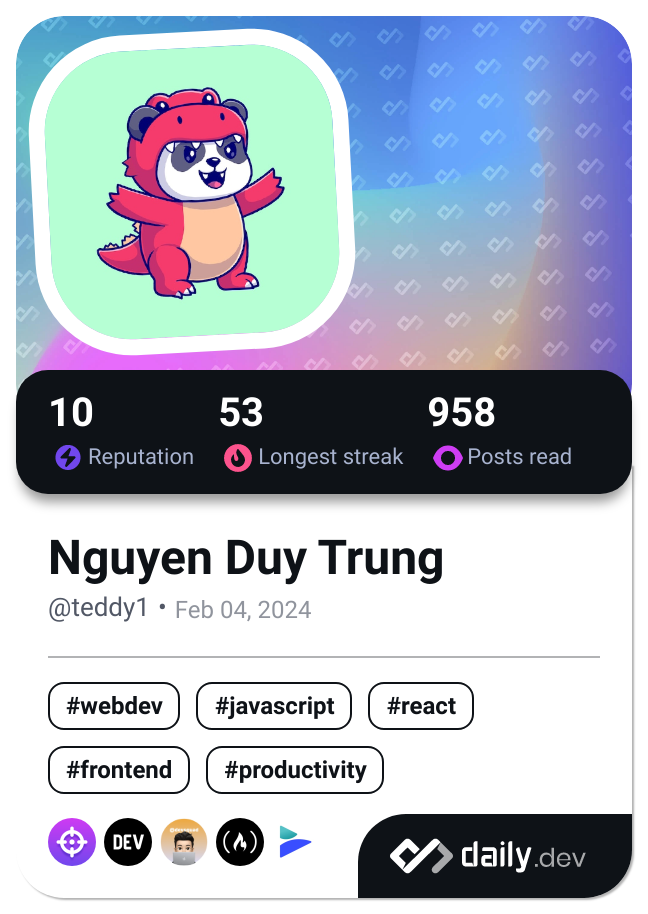 10 53 958
Reputation Longest streak Posts read
Nguyen Duy Trung
@teddy1 • Feb 04, 2024
#webdev #javascript #react
#frontend #productivity
DEV
daily.dev